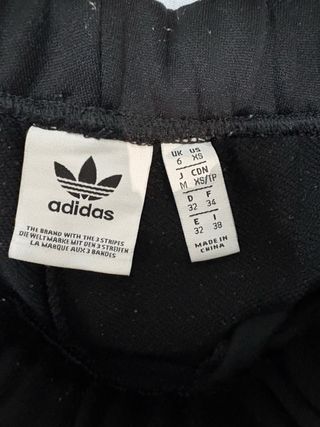 adidas
THE BRAND WITH THE 3 STRIPES
DIE WELTMARKE MIT DEN 3 STREIFEN
LA MARQUE AUX 3 BANDES
UK US
6 XS
J CDN
M XS/TP
D F
32 34
E I
32 38
MADE IN
CHINA